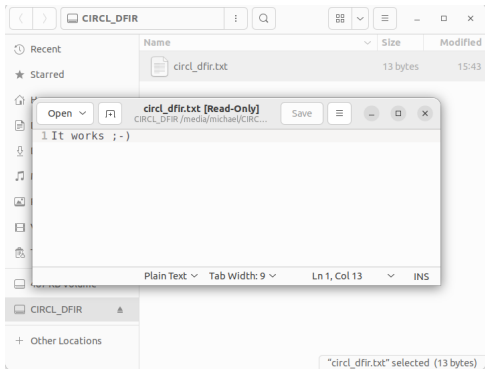 CIRCL_DFIR
Name Size Modified
Recent
circl_dfir.txt 13 bytes 15:43
Starred
Open circl_dfir.txt [Read-Only] Save
CIRCL_DFIR /media/michael/CIRC...
1 It works ;-)
Plain Text Tab Width: 9 Ln 1, Col 13 INS
CIRCL_DFIR
+ Other Locations
"circl_dfir.txt" selected (13 bytes)